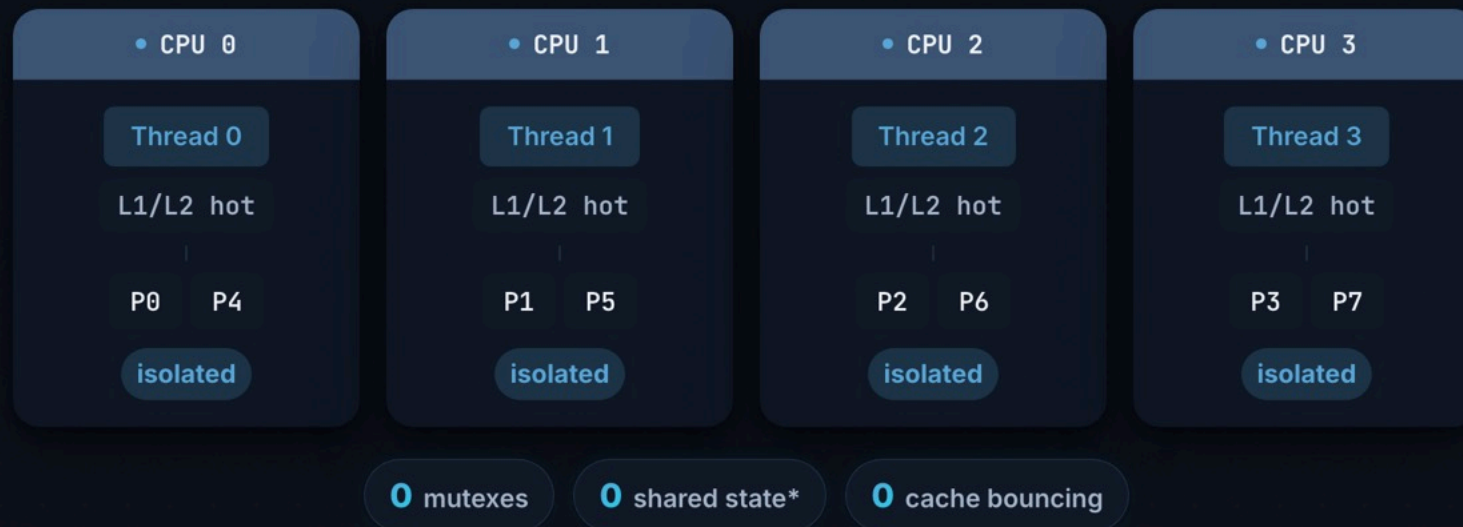 CPU 0 CPU 1 CPU 2 CPU 3
Thread 0 Thread 1 Thread 2 Thread 3
L1/L2 hot L1/L2 hot L1/L2 hot L1/L2 hot
P0 P4 P1 P5 P2 P6 P3 P7
isolated isolated isolated isolated
0 mutexes 0 shared state* 0 cache bouncing